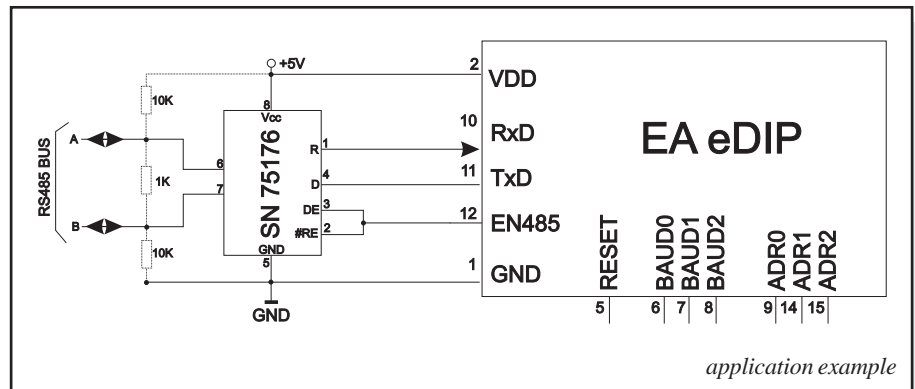 +5V
2
VDD
10K
8
Vcc
10
RxD
EA eDIP
A
6
R
1
11
TxD
RS485 BUS
1K
SN 75176
D
4
7
DE
3
12
EN485
B
#RE
2
10K
GND
5
1
GND
GND
RESET
BAUD0
BAUD1
BAUD2
ADR0
ADR1
ADR2
5
6
7
8
9
14
15
application example